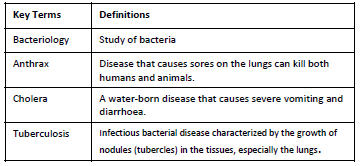 Key Terms Definitions
Bacteriology Study of bacteria
Anthrax Disease that causes sores on the lungs can kill both
humans and animals.
Cholera A water-born disease that causes severe vomiting and
diarrhoea.
Tuberculosis Infectious bacterial disease characterized by the growth of
nodules (tubercles) in the tissues, especially the lungs.